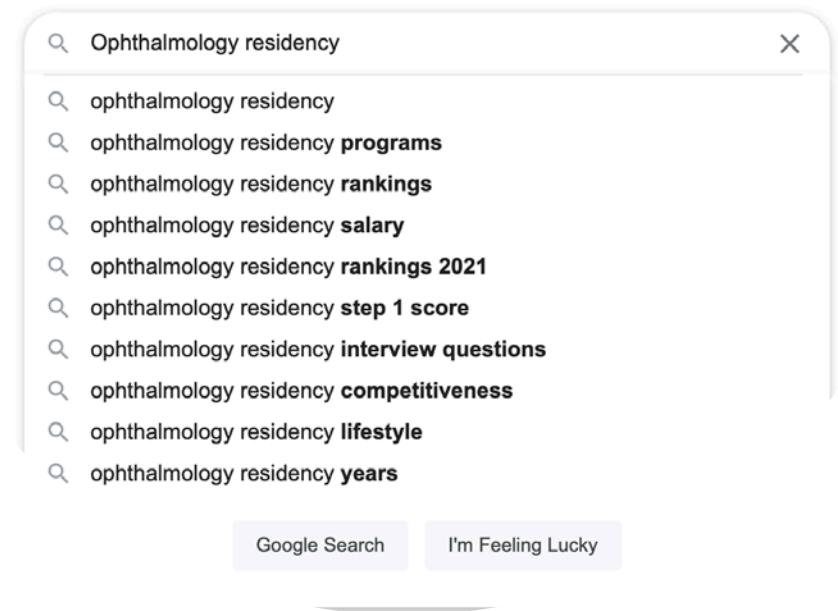 Ophthalmology residency
ophthalmology residency
ophthalmology residency programs
ophthalmology residency rankings
ophthalmology residency salary
ophthalmology residency rankings 2021
ophthalmology residency step 1 score
ophthalmology residency interview questions
ophthalmology residency competitiveness
ophthalmology residency lifestyle
ophthalmology residency years
Google Search I'm Feeling Lucky